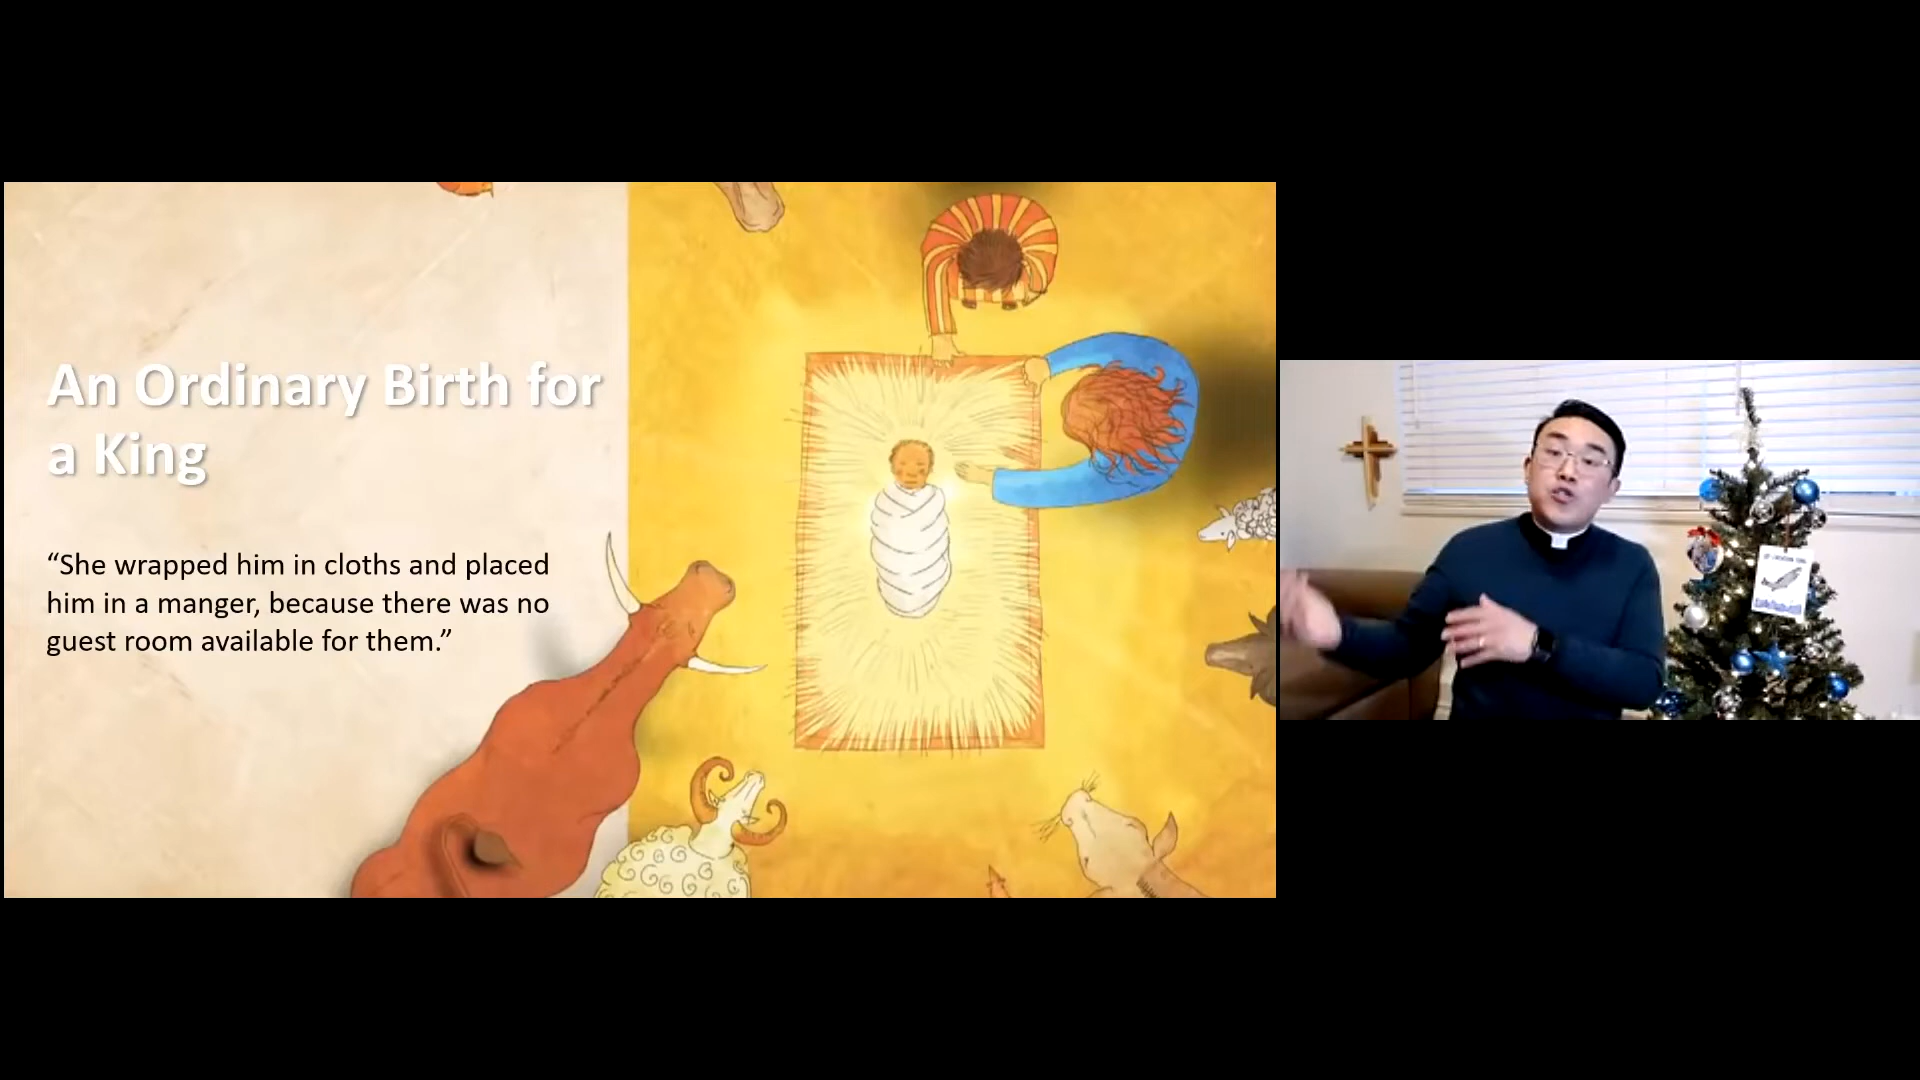 An Ordinary Birth for
a King
“She wrapped him in cloths and placed
him in a manger, because there was no
guest room available for them.”